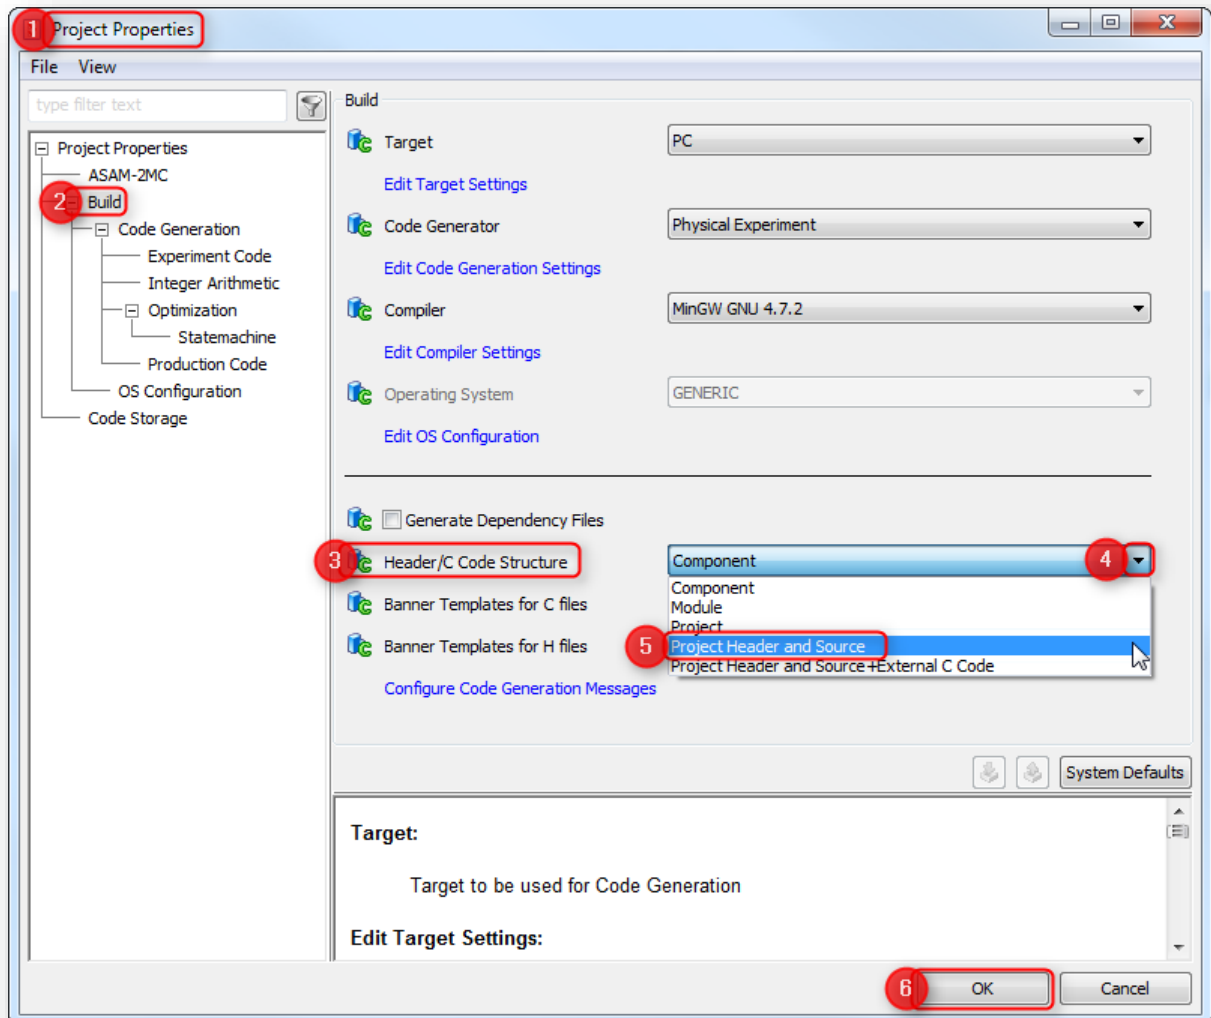 1 Project Properties
File View
type filter text
Project Properties
ASAM-2MC
2 Build
Code Generation
Experiment Code
Integer Arithmetic
Optimization
Statemachine
Production Code
OS Configuration
Code Storage
Build
Target PC
Edit Target Settings
Code Generator Physical Experiment
Edit Code Generation Settings
Compiler MinGW GNU 4.7.2
Edit Compiler Settings
Operating System GENERIC
Edit OS Configuration
Generate Dependency Files
3 Header/C Code Structure Component 4
Component
Module
Project
Banner Templates for C files
5 Project Header and Source
Project Header and Source+External C Code
Banner Templates for H files
Configure Code Generation Messages
System Defaults
Target:
Target to be used for Code Generation
Edit Target Settings:
6 OK Cancel